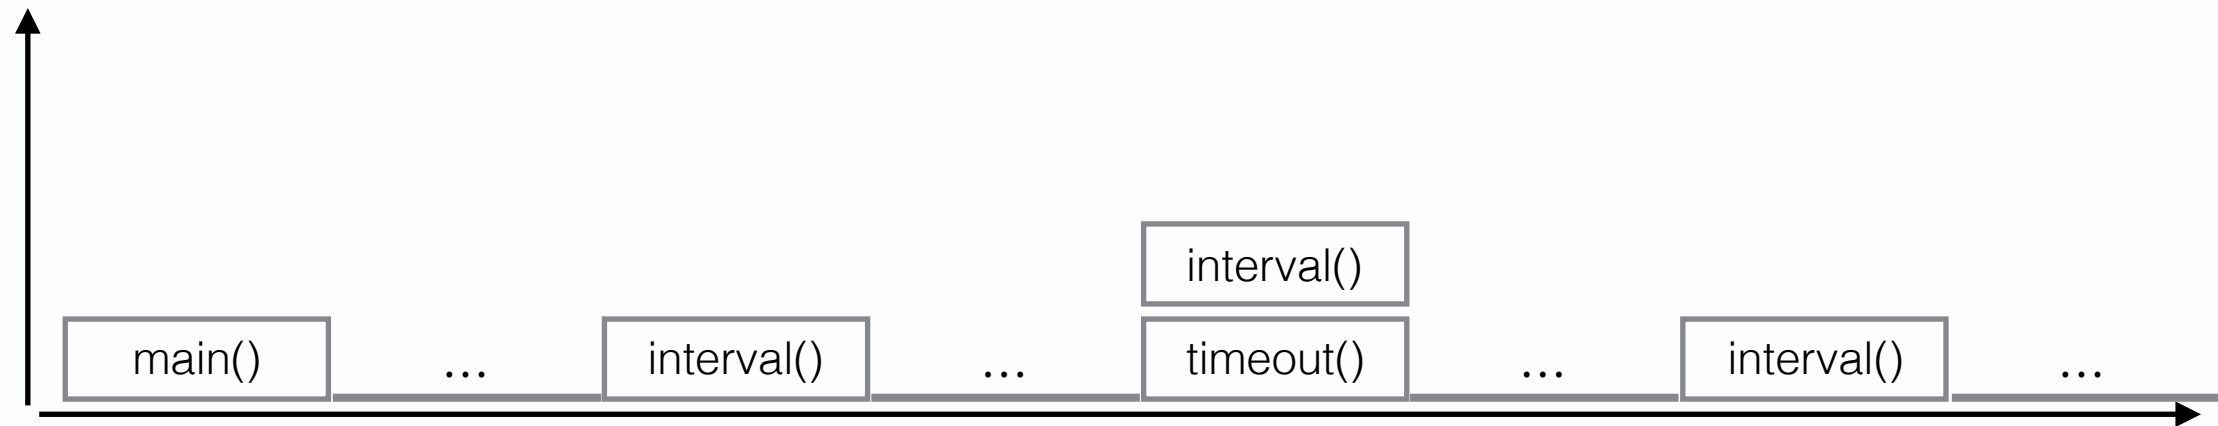 interval()
main() ... interval() ... timeout() ... interval() ...